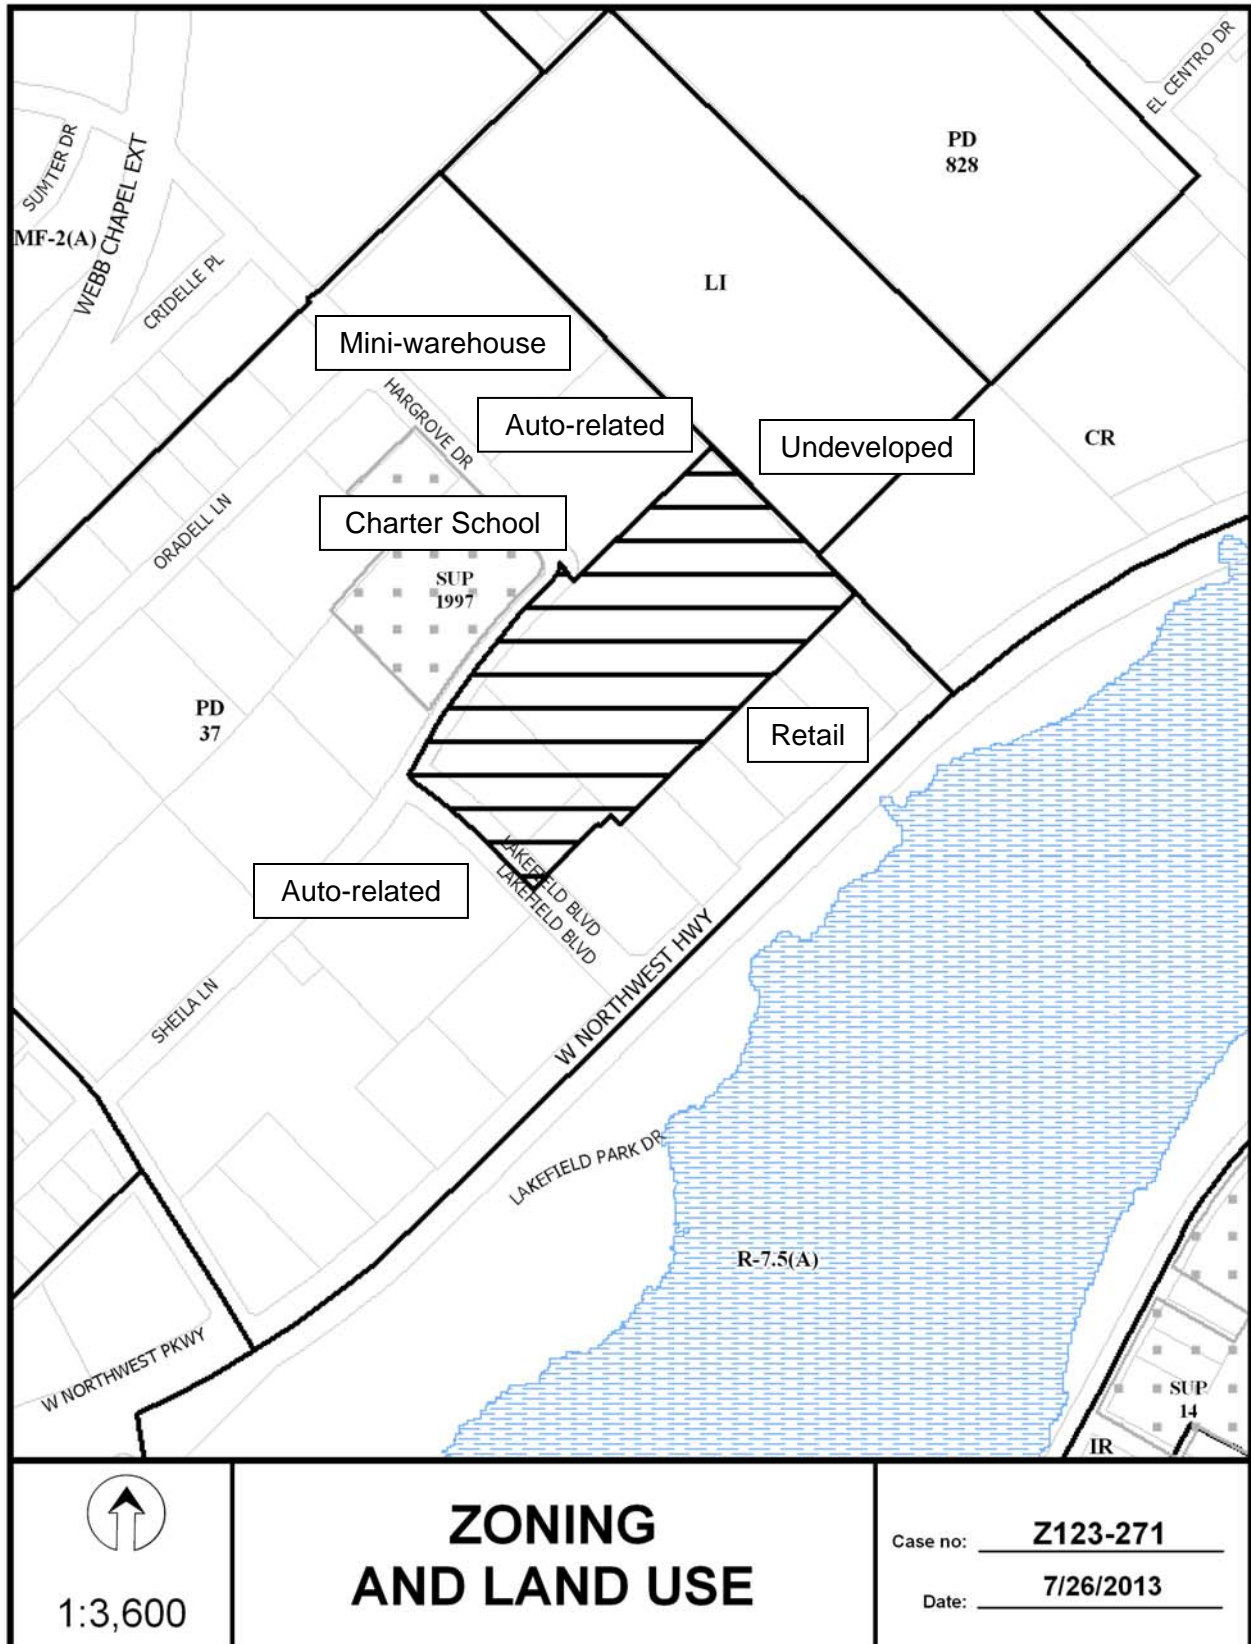 EL CENTRO DR
PD
828
SUMTER DR
WEBB CHAPEL EXT
MF-2(A)
CRIDELLE PL
LI
Mini-warehouse
HARGROVE DR
Auto-related
Undeveloped
CR
ORADELL LN
Charter School
SUP
1997
PD
37
Retail
LAKEFIELD BLVD
LAKEFIELD BLVD
Auto-related
W NORTHWEST HWY
SHEILA LN
LAKEFIELD PARK DR
R-7.5(A)
W NORTHWEST PKWY
SUP
14
IR
1:3,600
ZONING
AND LAND USE
Case no: Z123-271
Date: 7/26/2013